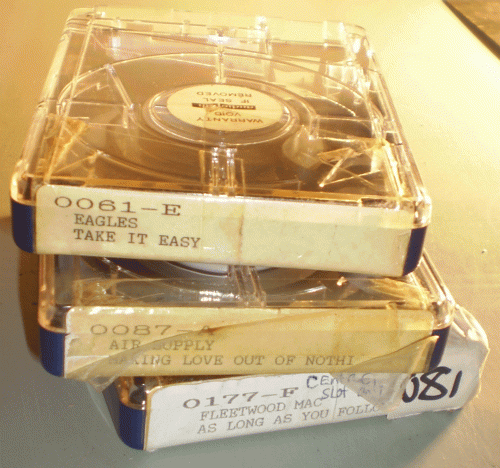 WARRANTY
VOID
IF SEAL
REMOVED
0061-E
EAGLES
TAKE IT EASY
0087-
AIR SUPPLY
MAKING LOVE OUT OF NOTHI
0177-F
FLEETWOOD MAC
AS LONG AS YOU FOLLO
081